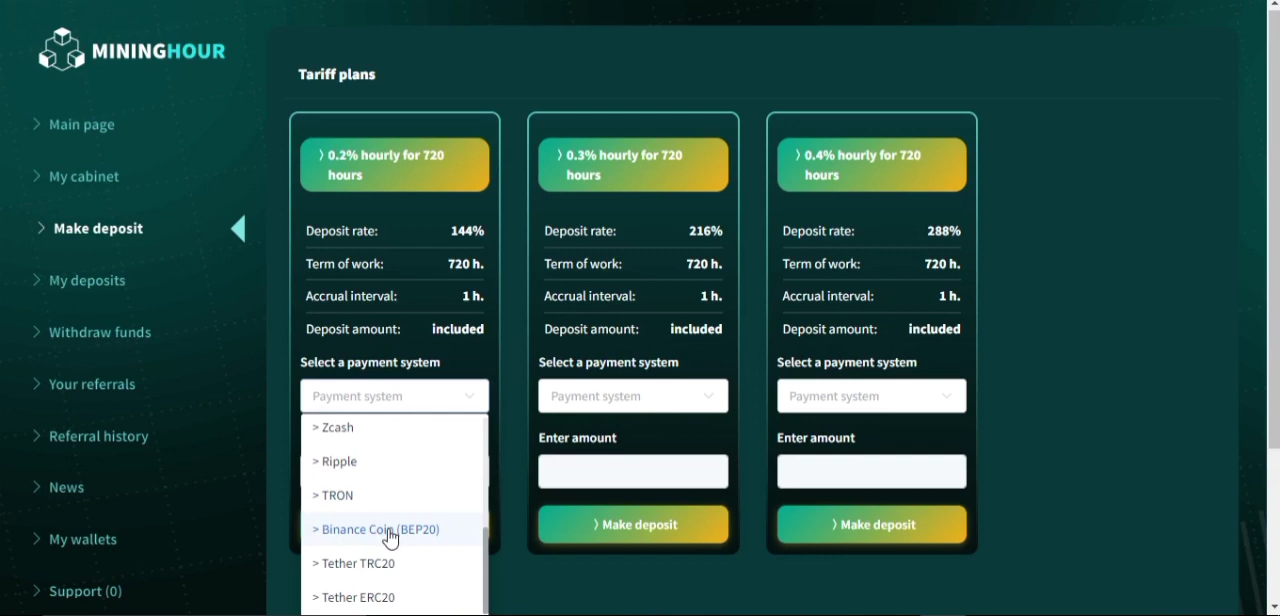 MININGHOUR
Main page
My cabinet
Make deposit
My deposits
Withdraw funds
Your referrals
Referral history
News
My wallets
Support (0)
Tariff plans
〉0.2% hourly for 720
hours
Deposit rate: 144%
Term of work: 720 h.
Accrual interval: 1 h.
Deposit amount: included
Select a payment system
Payment system
> Zcash
> Ripple
> TRON
> Binance Coin (BEP20)
> Tether TRC20
> Tether ERC20
〉0.3% hourly for 720
hours
Deposit rate: 216%
Term of work: 720 h.
Accrual interval: 1 h.
Deposit amount: included
Select a payment system
Payment system
Enter amount
〉Make deposit
〉0.4% hourly for 720
hours
Deposit rate: 288%
Term of work: 720 h.
Accrual interval: 1 h.
Deposit amount: included
Select a payment system
Payment system
Enter amount
〉Make deposit